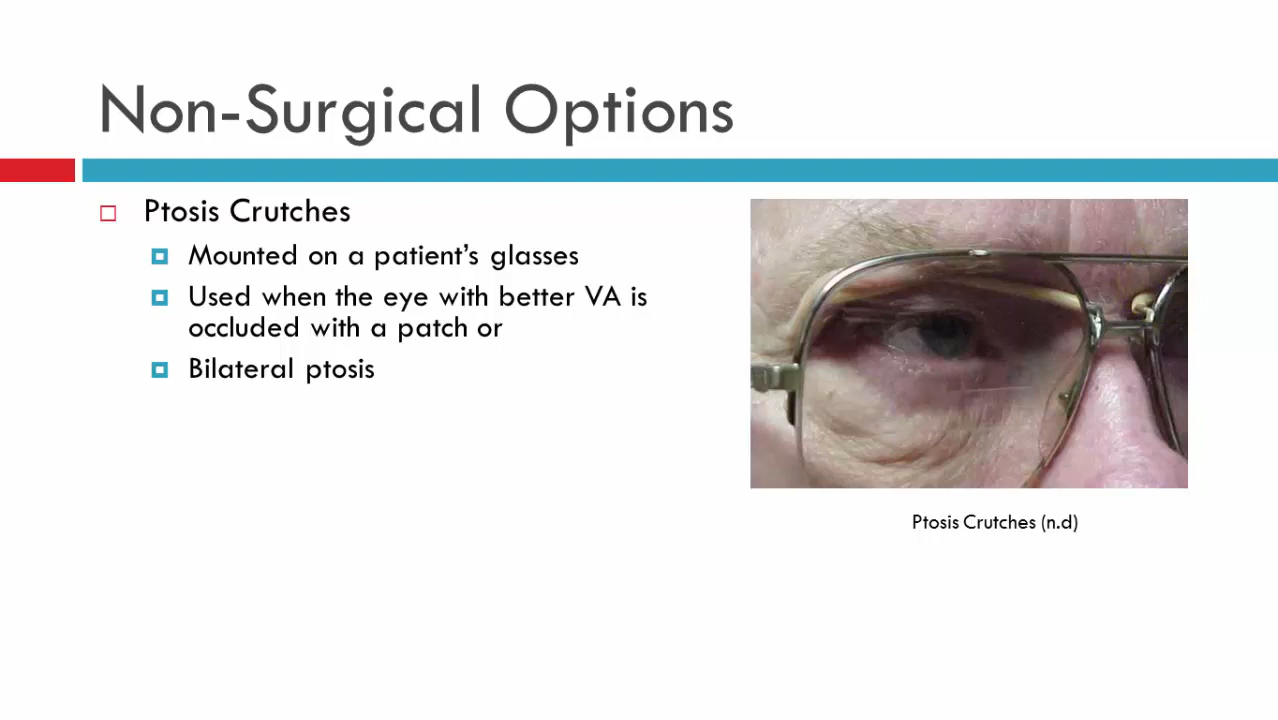 Non-Surgical Options
Ptosis Crutches
Mounted on a patient’s glasses
Used when the eye with better VA is
occluded with a patch or
Bilateral ptosis
Ptosis Crutches (n.d)